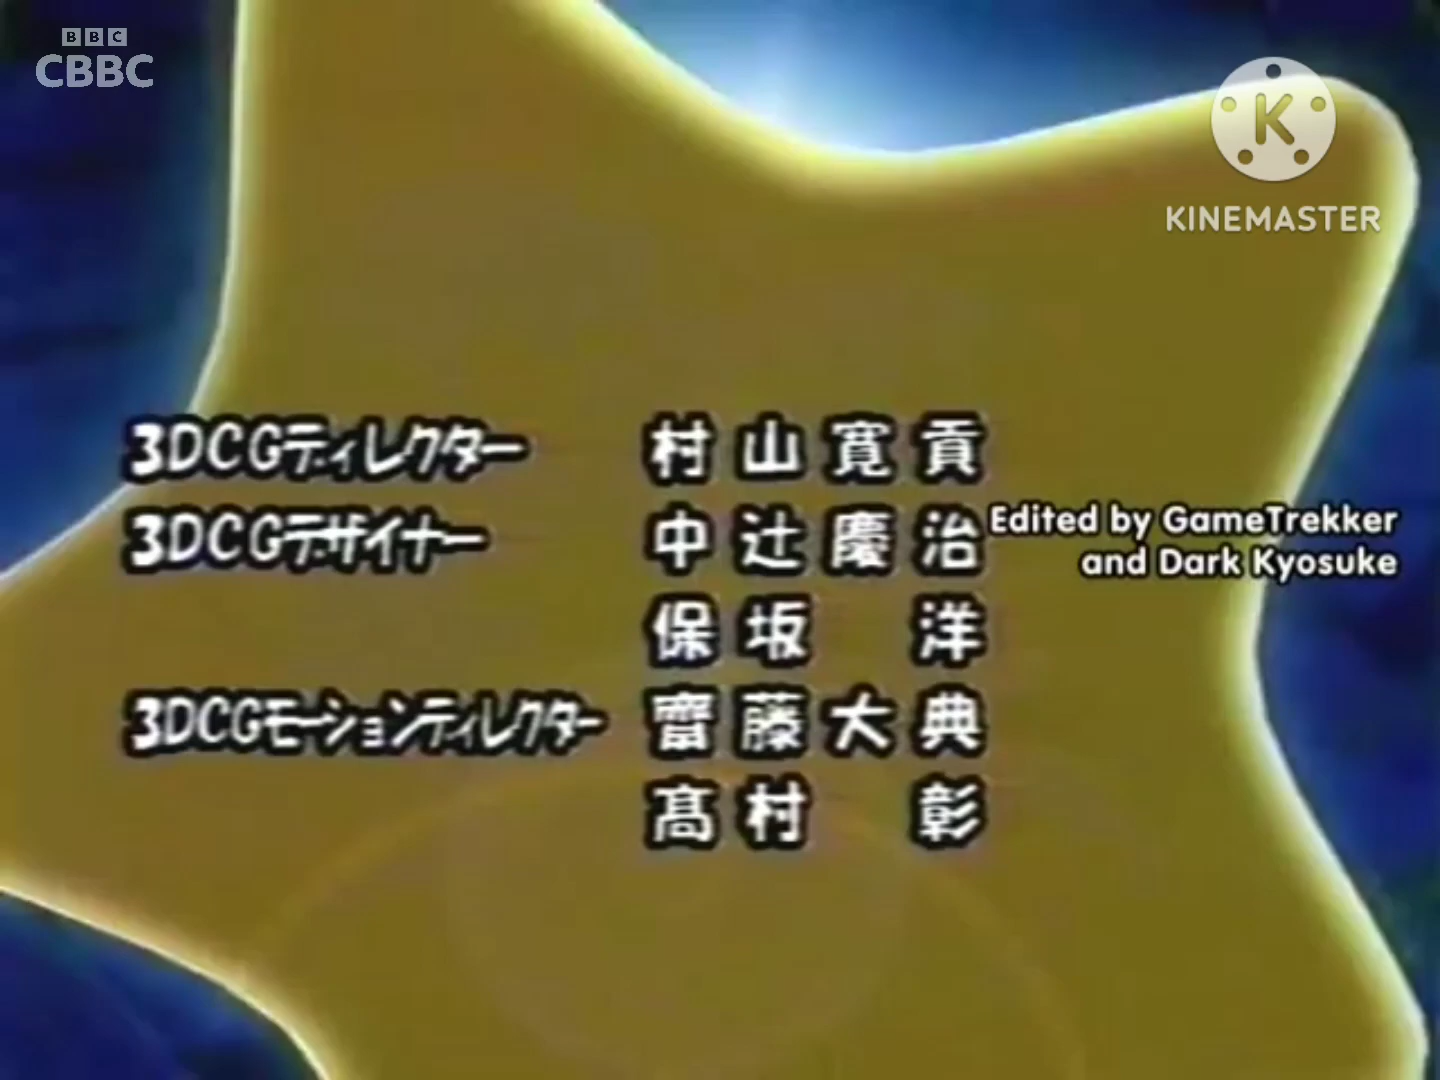 BBC
CBBC
K
KINEMASTER
3DCGディレクター 村山寛貢
3DCGデザイナー 中辻慶治
Edited by GameTrekker
and Dark Kyosuke
保坂 洋
3DCGモーションディレクター 齋藤大典
髙村 彰